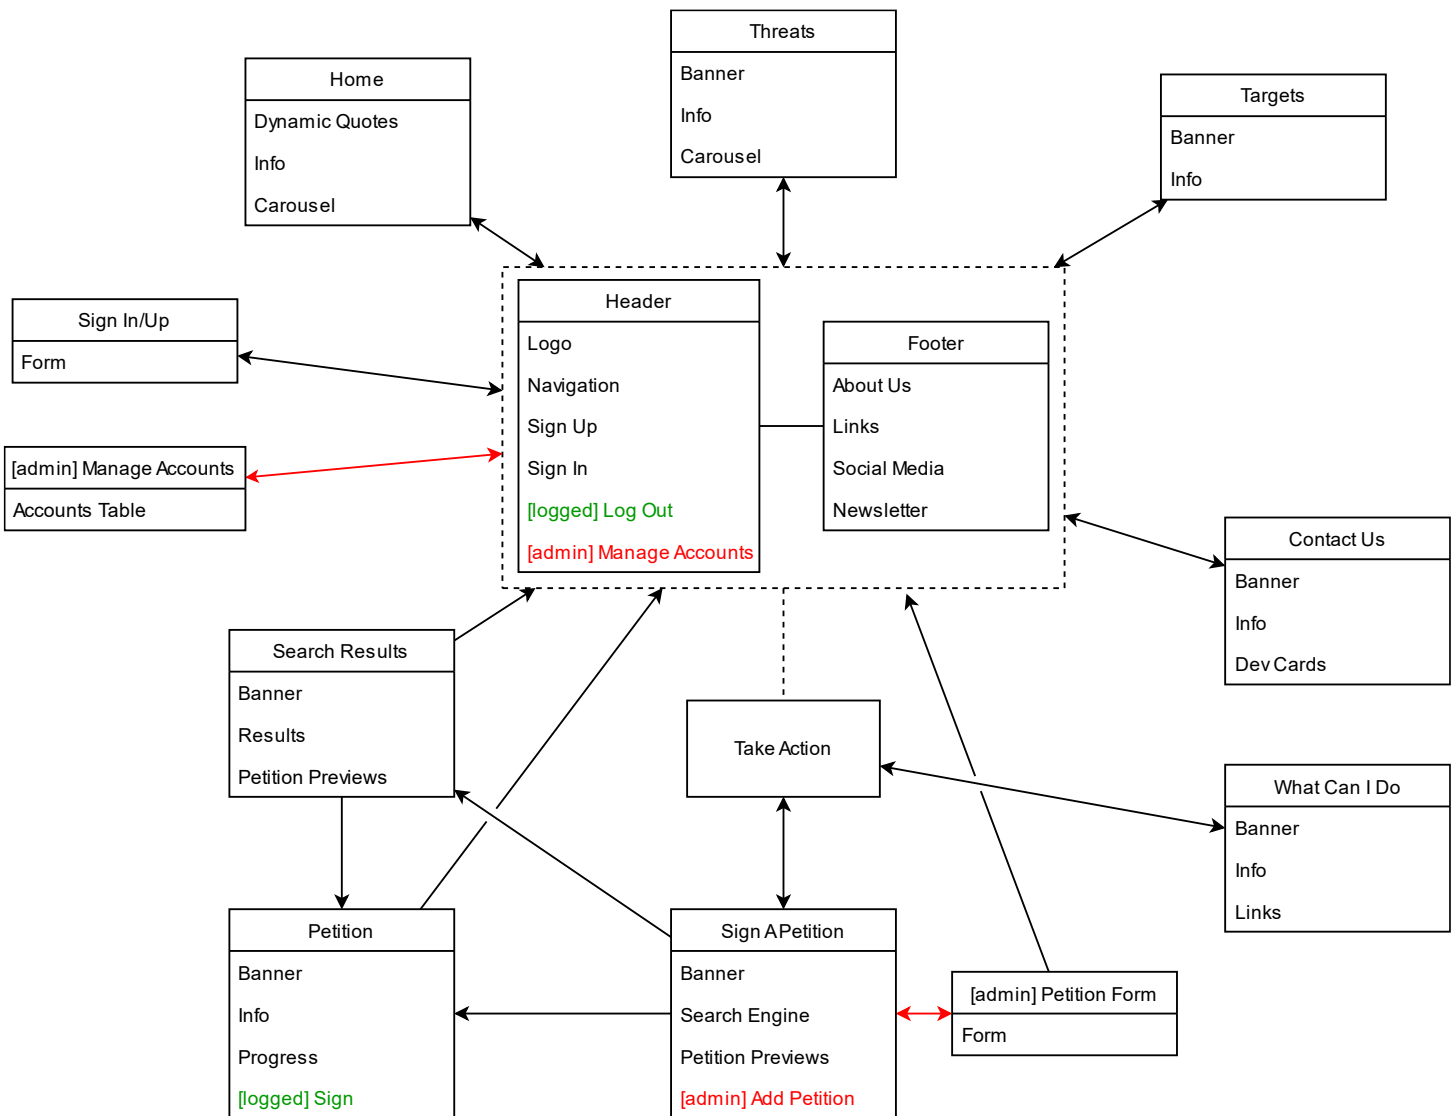 Threats
Banner
Info
Carousel
Home
Dynamic Quotes
Info
Carousel
Targets
Banner
Info
Sign In/Up
Form
[admin] Manage Accounts
Accounts Table
Header
Logo
Navigation
Sign Up
Sign In
[logged] Log Out
[admin] Manage Accounts
Footer
About Us
Links
Social Media
Newsletter
Contact Us
Banner
Info
Dev Cards
Search Results
Banner
Results
Petition Previews
Take Action
What Can I Do
Banner
Info
Links
Petition
Banner
Info
Progress
[logged] Sign
Sign A Petition
Banner
Search Engine
Petition Previews
[admin] Add Petition
[admin] Petition Form
Form